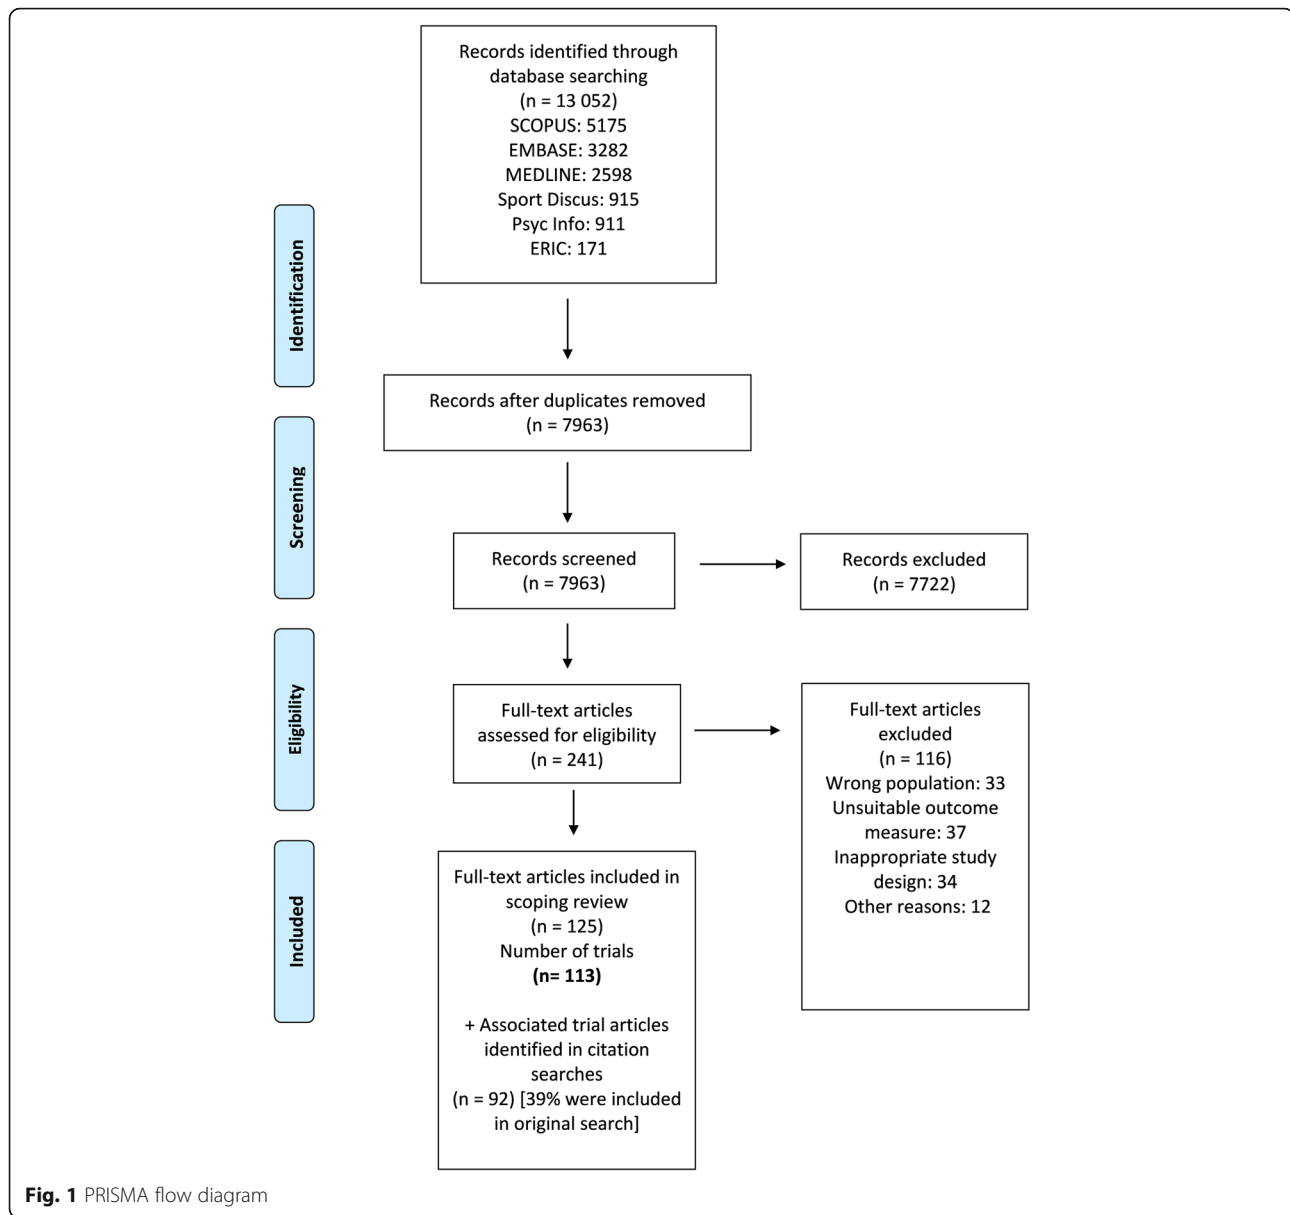 Records identified through
database searching
(n = 13 052)
SCOPUS: 5175
EMBASE: 3282
MEDLINE: 2598
Sport Discus: 915
Psyc Info: 911
ERIC: 171
Identification
Records after duplicates removed
(n = 7963)
Screening
Records screened
(n = 7963)
Records excluded
(n = 7722)
Eligibility
Full-text articles
assessed for eligibility
(n = 241)
Full-text articles
excluded
(n = 116)
Wrong population: 33
Unsuitable outcome
measure: 37
Inappropriate study
design: 34
Other reasons: 12
Included
Full-text articles included in
scoping review
(n = 125)
Number of trials
(n= 113)
+ Associated trial articles
identified in citation
searches
(n = 92) [39% were included
in original search]
Fig. 1 PRISMA flow diagram